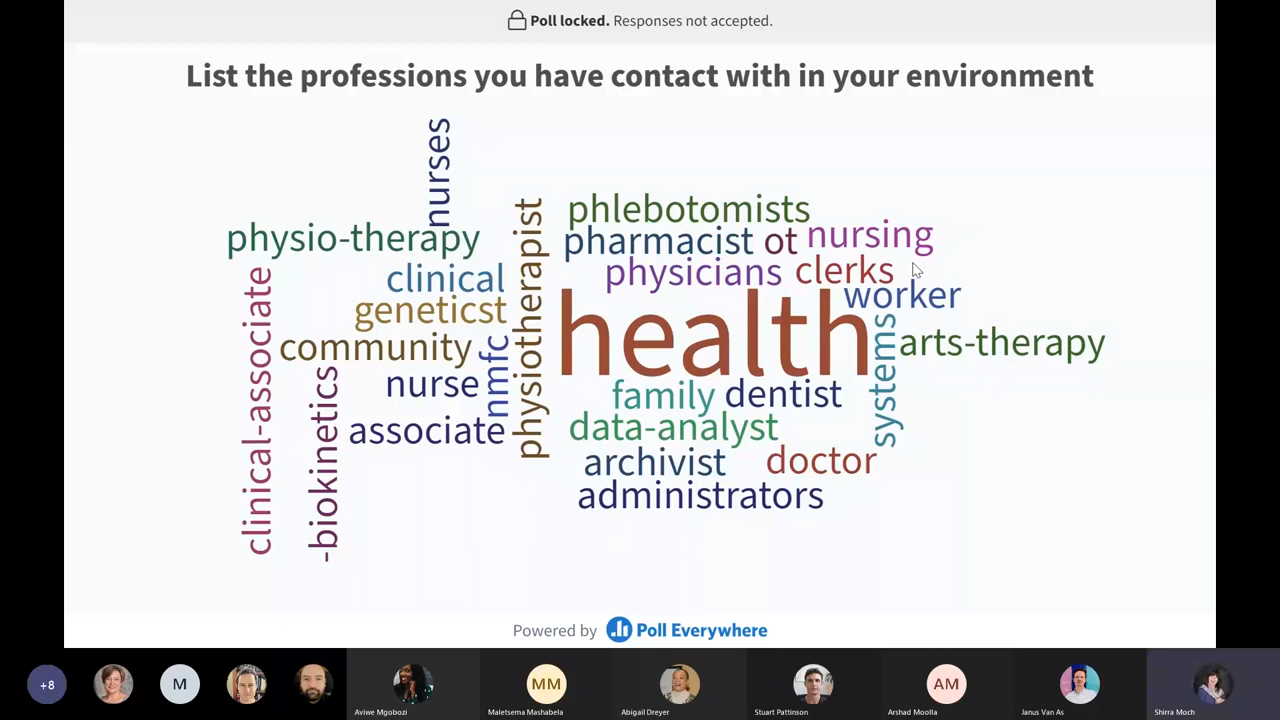 Poll locked. Responses not accepted.
List the professions you have contact with in your environment
nurses
phlebotomists
physio-therapy
physiotherapist
pharmacist
ot
nursing
clinical
physicians
clerks
clinical-associate
geneticst
health
worker
community
nmfc
systems
arts-therapy
-biokinetics
nurse
family
dentist
associate
data-analyst
archivist
doctor
administrators
Powered by Poll Everywhere
+8
M
MM
AM
Aviwe Mgobozi
Maletsema Mashabela
Abigail Dreyer
Stuart Pattinson
Arshad Moolla
Janus Van As
Shirra Moch